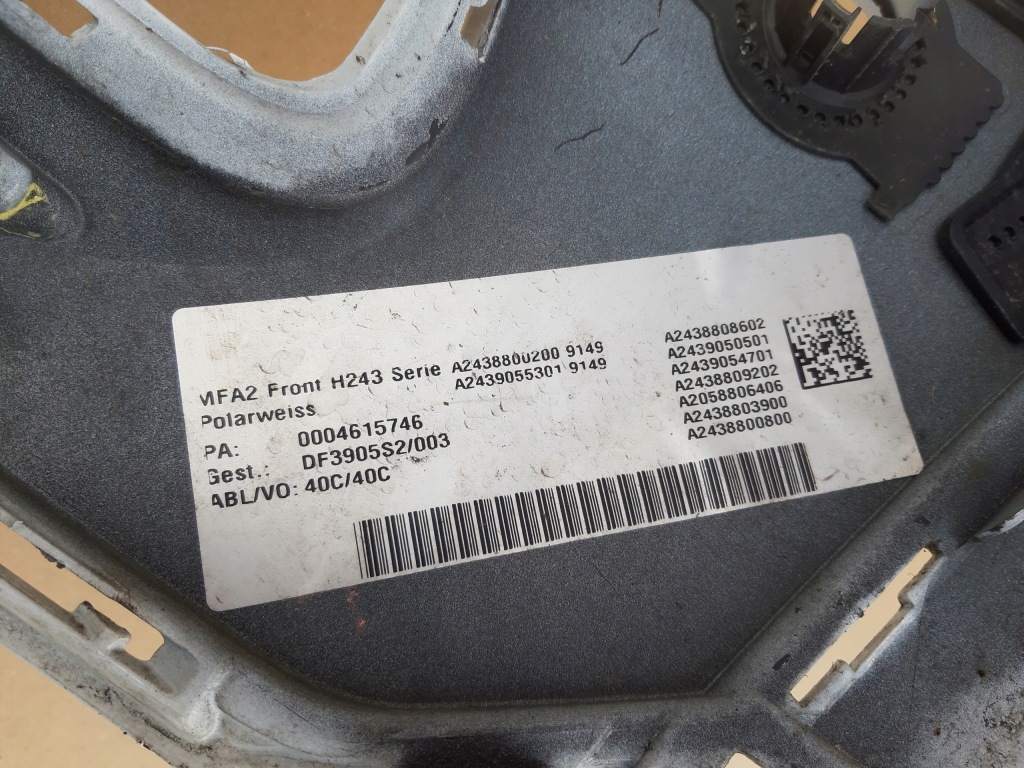 MFA2 Front H243 Serie A2438800200 9149
A2439055301 9149
Polarweiss
PA: 0004615746
Gest.: DF3905S2/003
ABL/VO: 40C/40C
A2438808602
A2439050501
A2439054701
A2438809202
A2058806406
A2438803900
A2438800800